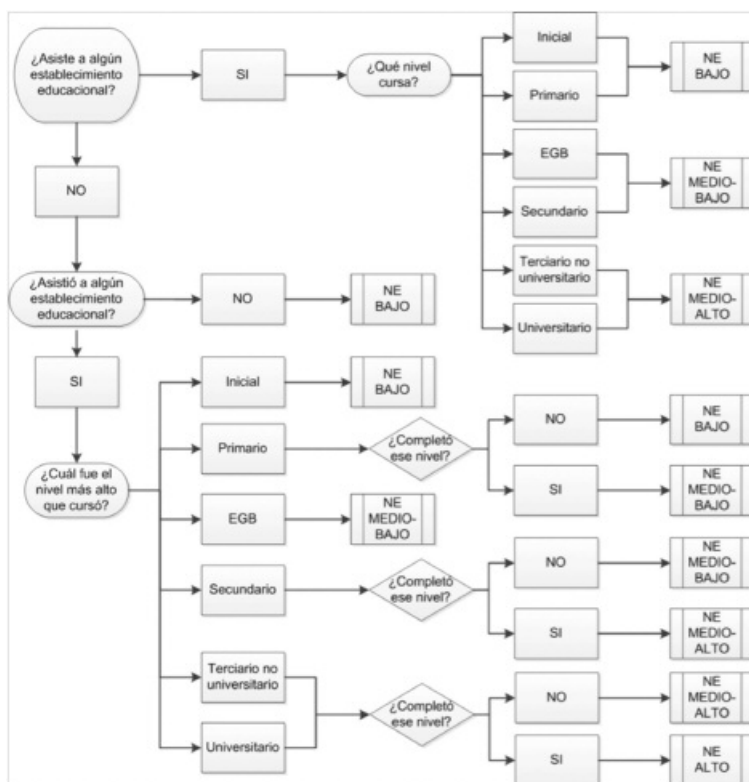 ¿Asiste a algún
establecimiento
educacional?
SI
¿Qué nivel
cursa?
Inicial
Primario
NE
BAJO
EGB
Secundario
NE
MEDIO-
BAJO
Terciario no
universitario
Universitario
NE
MEDIO-
ALTO
NO
¿Asistió a algún
establecimiento
educacional?
NO
NE
BAJO
SI
¿Cuál fue el
nivel más alto
que cursó?
Inicial
NE
BAJO
Primario
¿Completó
ese nivel?
NO
NE
BAJO
SI
NE
MEDIO-
BAJO
EGB
NE
MEDIO-
BAJO
Secundario
¿Completó
ese nivel?
NO
NE
MEDIO-
BAJO
SI
NE
MEDIO-
ALTO
Terciario no
universitario
Universitario
¿Completó
ese nivel?
NO
NE
MEDIO-
ALTO
SI
NE
ALTO